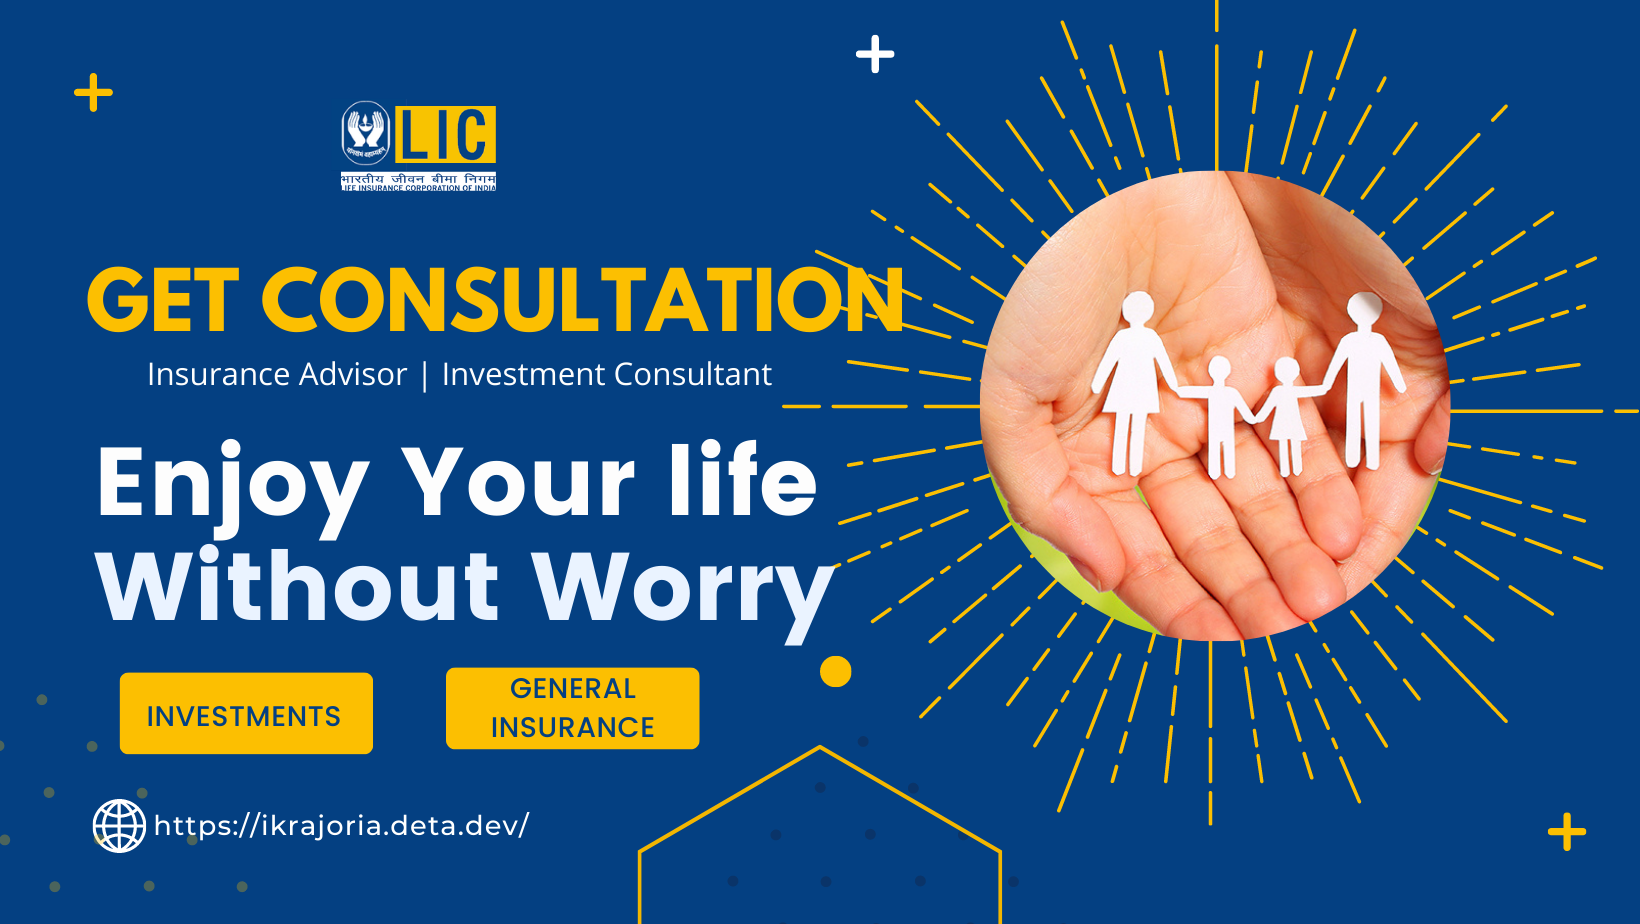 LIC
भारतीय जीवन बीमा निगम
LIFE INSURANCE CORPORATION OF INDIA
GET CONSULTATION
Insurance Advisor | Investment Consultant
Enjoy Your life
Without Worry
INVESTMENTS
GENERAL
INSURANCE
https://ikrajoria.deta.dev/